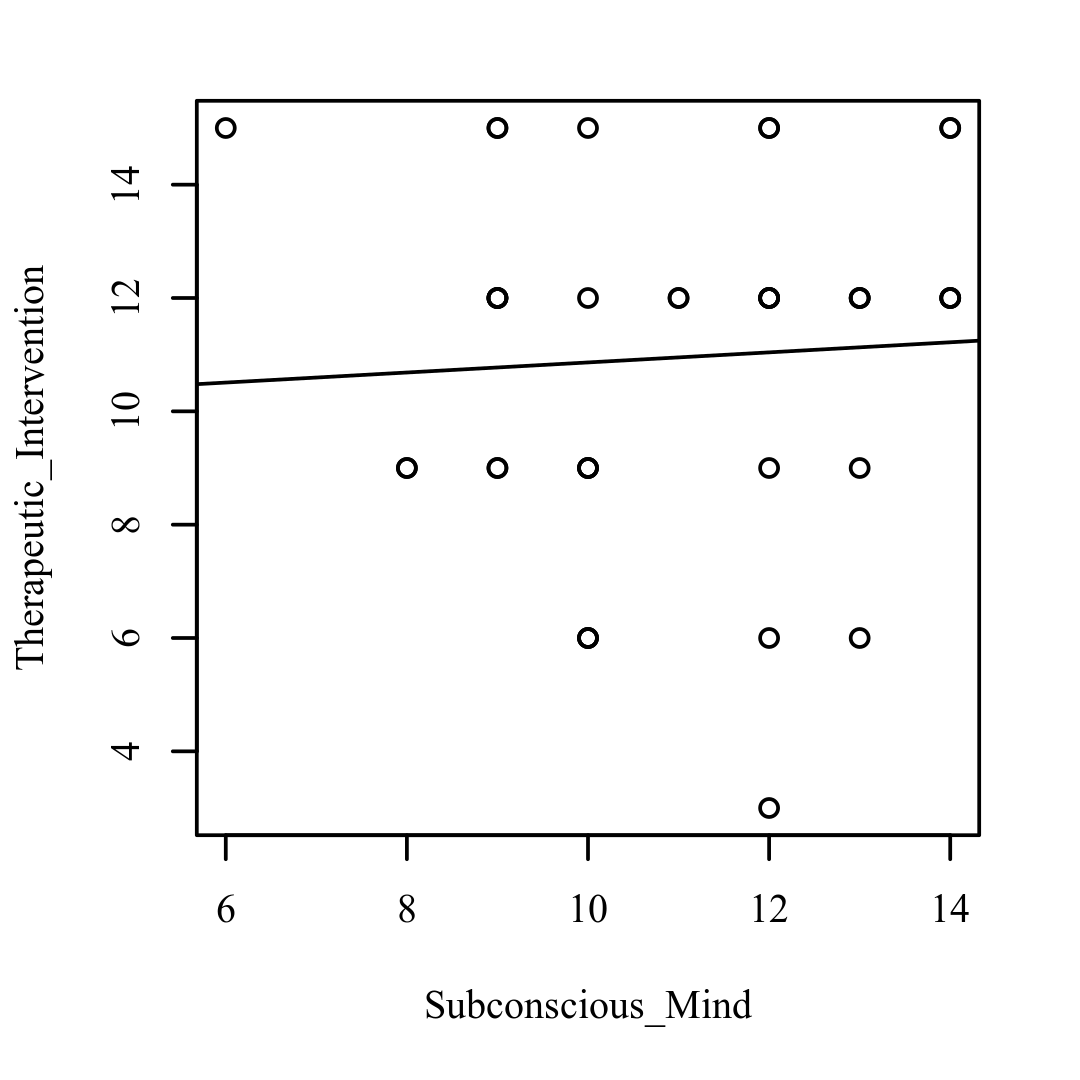 Therapeutic_Intervention
14
12
10
8
6
4
6 8 10 12 14
Subconscious_Mind